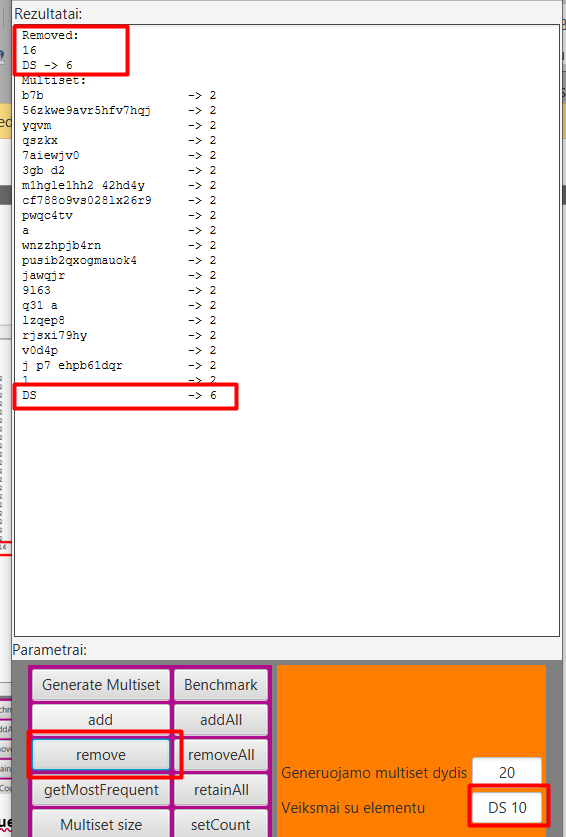 Rezultatai:
Removed:
16
DS -> 6
Multiset:
b7b -> 2
56zkwe9avr5hfv7hqj -> 2
yqvm -> 2
qszkx -> 2
7aiewjv0 -> 2
3gb d2 -> 2
m1hgle1hh2 42hd4y -> 2
cf788o9vs028lx26r9 -> 2
pwqc4tv -> 2
a -> 2
wnzzhpjb4rn -> 2
pusib2qxogmauok4 -> 2
jawqjr -> 2
9l63 -> 2
q31 a -> 2
lzqep8 -> 2
rjsxi79hy -> 2
v0d4p -> 2
j p7 ehpb61dqr -> 2
1 -> 2
DS -> 6
Parametrai:
Generate Multiset Benchmark
add addAll
remove removeAll
getMostFrequent retainAll
Multiset size setCount
Generuojamo multiset dydis 20
Veiksmai su elementu DS 10